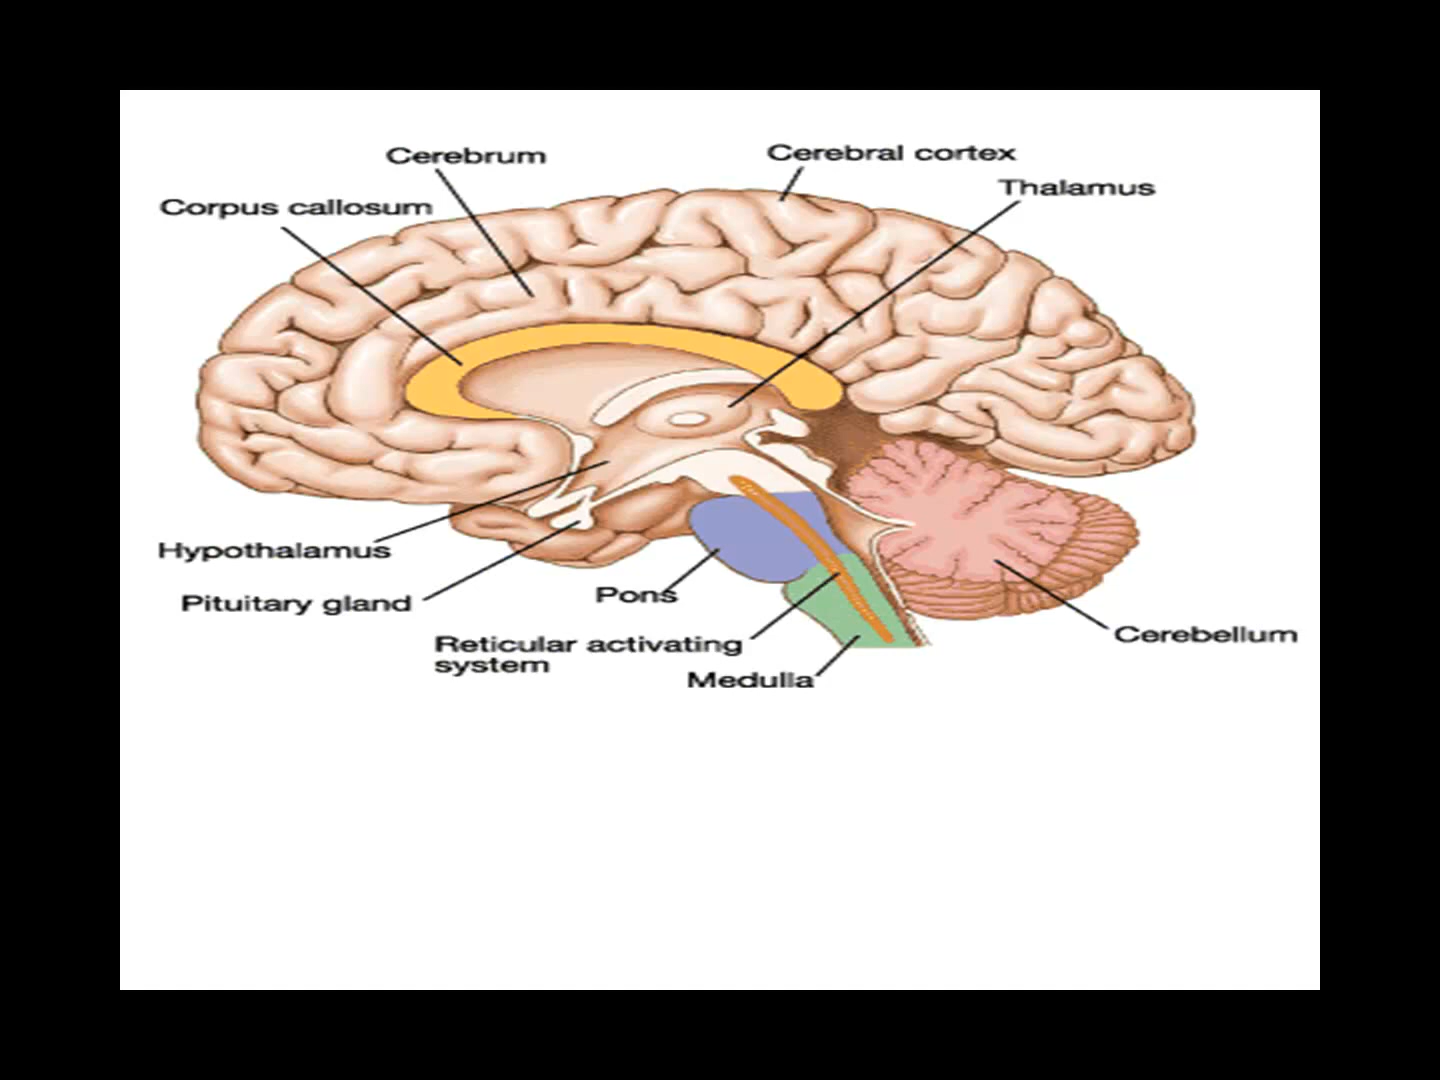 Cerebrum
Cerebral cortex
Thalamus
Corpus callosum
Hypothalamus
Pituitary gland
Pons
Reticular activating
system
Medulla
Cerebellum